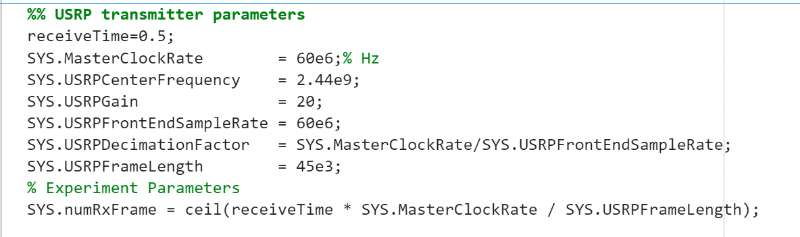 %% USRP transmitter parameters
receiveTime=0.5;
SYS.MasterClockRate = 60e6;% Hz
SYS.USRPCenterFrequency = 2.44e9;
SYS.USRPGain = 20;
SYS.USRPFrontEndSampleRate = 60e6;
SYS.USRPDecimationFactor = SYS.MasterClockRate/SYS.USRPFrontEndSampleRate;
SYS.USRPFrameLength = 45e3;
% Experiment Parameters
SYS.numRxFrame = ceil(receiveTime * SYS.MasterClockRate / SYS.USRPFrameLength);